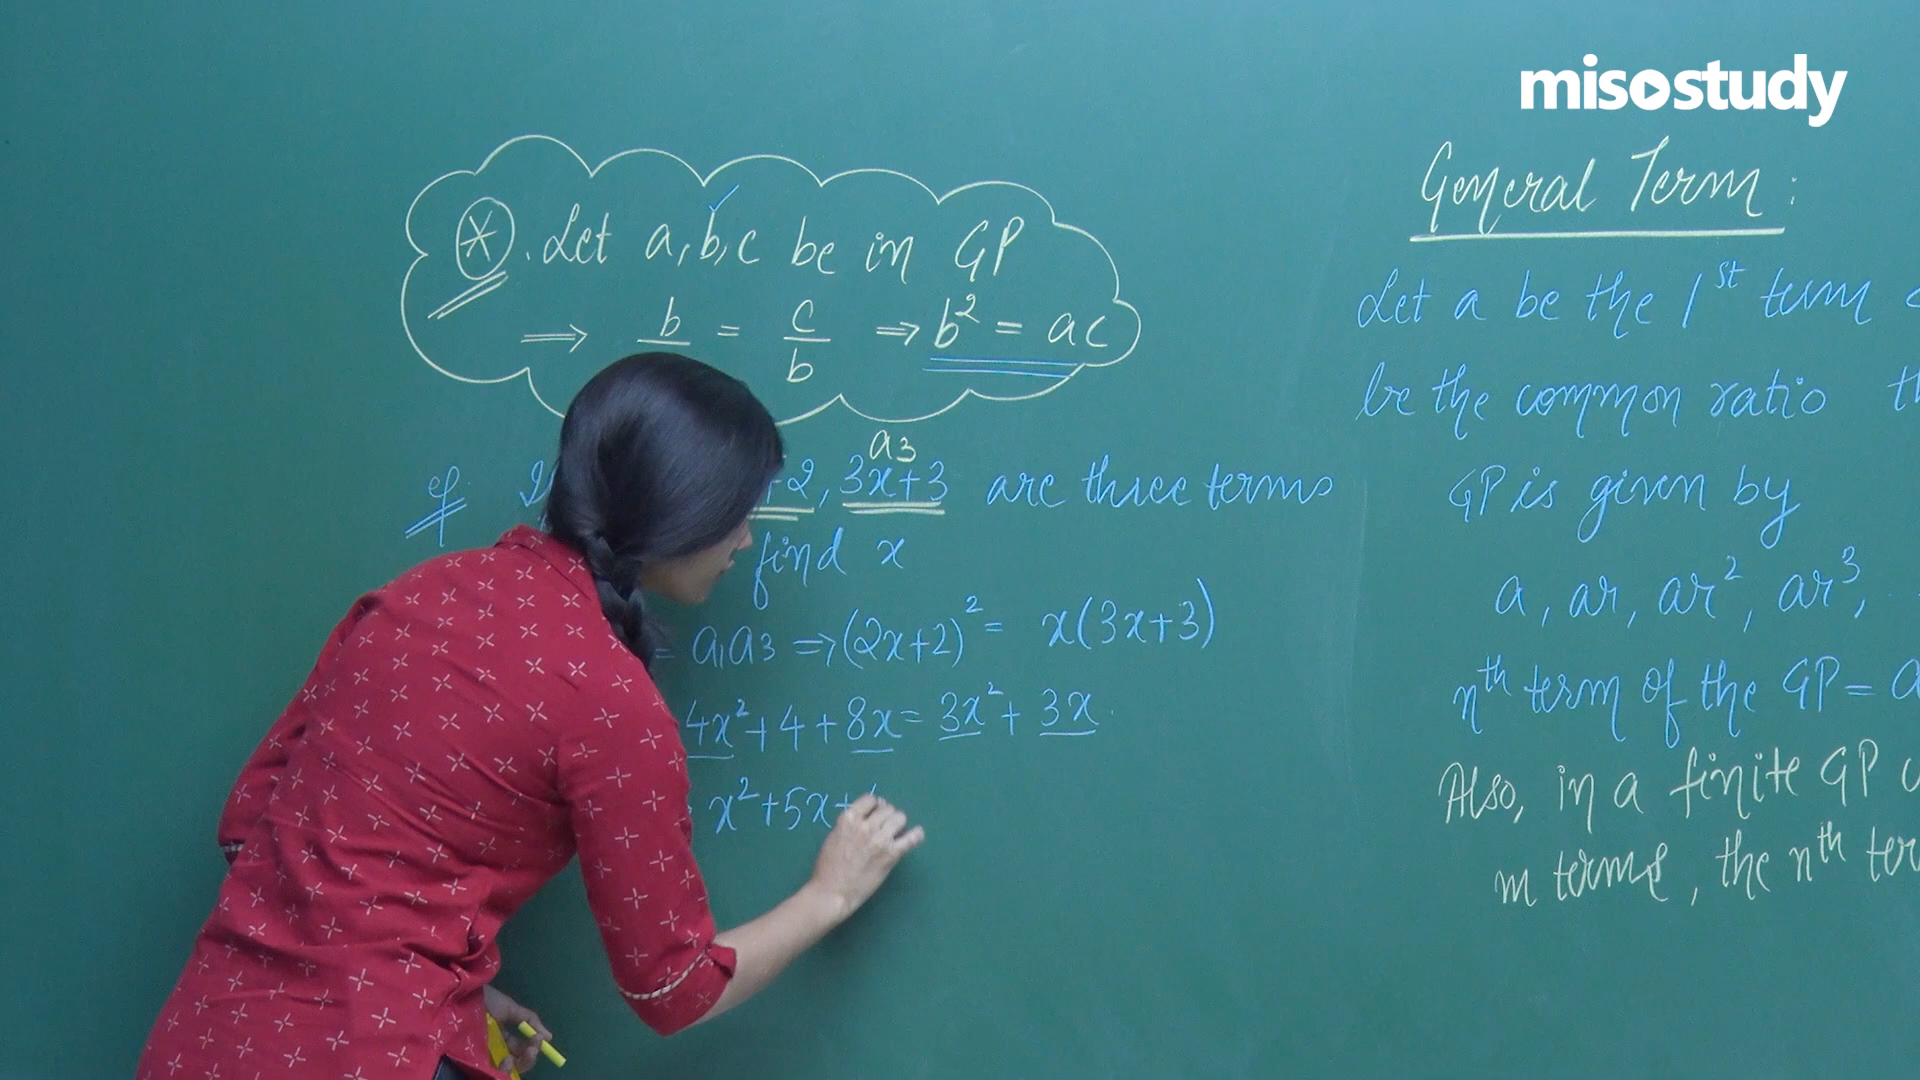 misostudy
⊛. Let a, b, c be in GP
⟹ b = c/b ⟹ b² = ac
a₃
eg. +2, 3x+3 are three terms
find x
= a₁a₃ ⟹ (2x+2)² = x(3x+3)
4x² + 4 + 8x = 3x² + 3x
x² + 5x +
General Term :
Let a be the 1st term
be the common ratio
GP is given by
a, ar, ar², ar³,
nth term of the GP = a
Also, in a finite GP
m terms, the nth